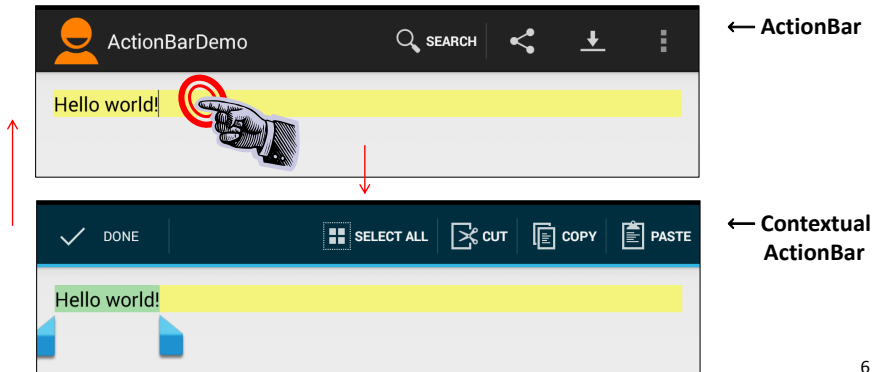 ActionBarDemo SEARCH
← ActionBar
Hello world!
DONE SELECT ALL CUT COPY PASTE
← Contextual
ActionBar
Hello world!
6